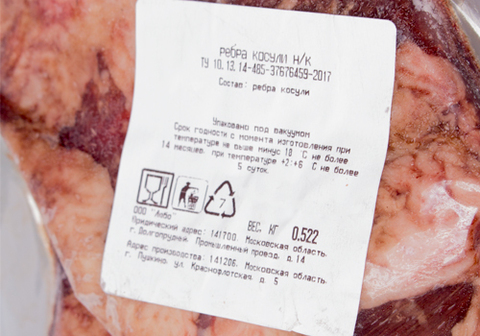 РЕБРА КОСУЛИ Н/К
ТУ 10.13.14-485-37676459-2017
Состав: ребра косули
Упаковано под вакуумом
Срок годности с момента изготовления при
температуре не выше минус 18 °С не более
14 месяцев, при температуре +2:+6 °С не более
5 суток.
7
ВЕС, КГ 0.522
ООО "Лобо"
Юридический адрес: 141700, Московская область,
г. Долгопрудный, Промышленный проезд, д.14
Адрес производства: 141206, Московская область,
г. Пушкино, ул. Краснофлотская, д. 5